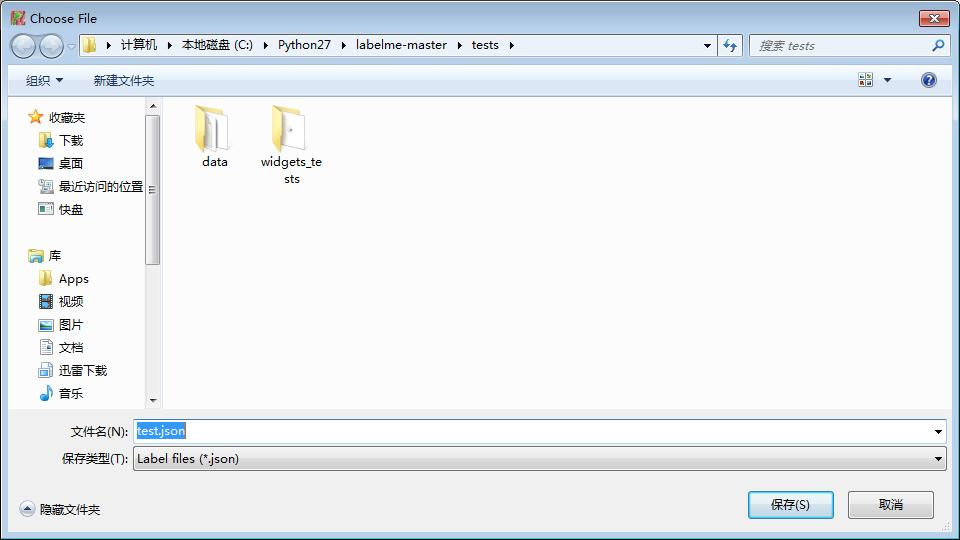 Choose File
计算机 本地磁盘 (C:) Python27 labelme-master tests
搜索 tests
组织 新建文件夹
收藏夹
下载
桌面
最近访问的位置
快盘
库
Apps
视频
图片
文档
迅雷下载
音乐
data
widgets_te
sts
文件名(N): test.json
保存类型(T): Label files (*.json)
隐藏文件夹
保存(S) 取消